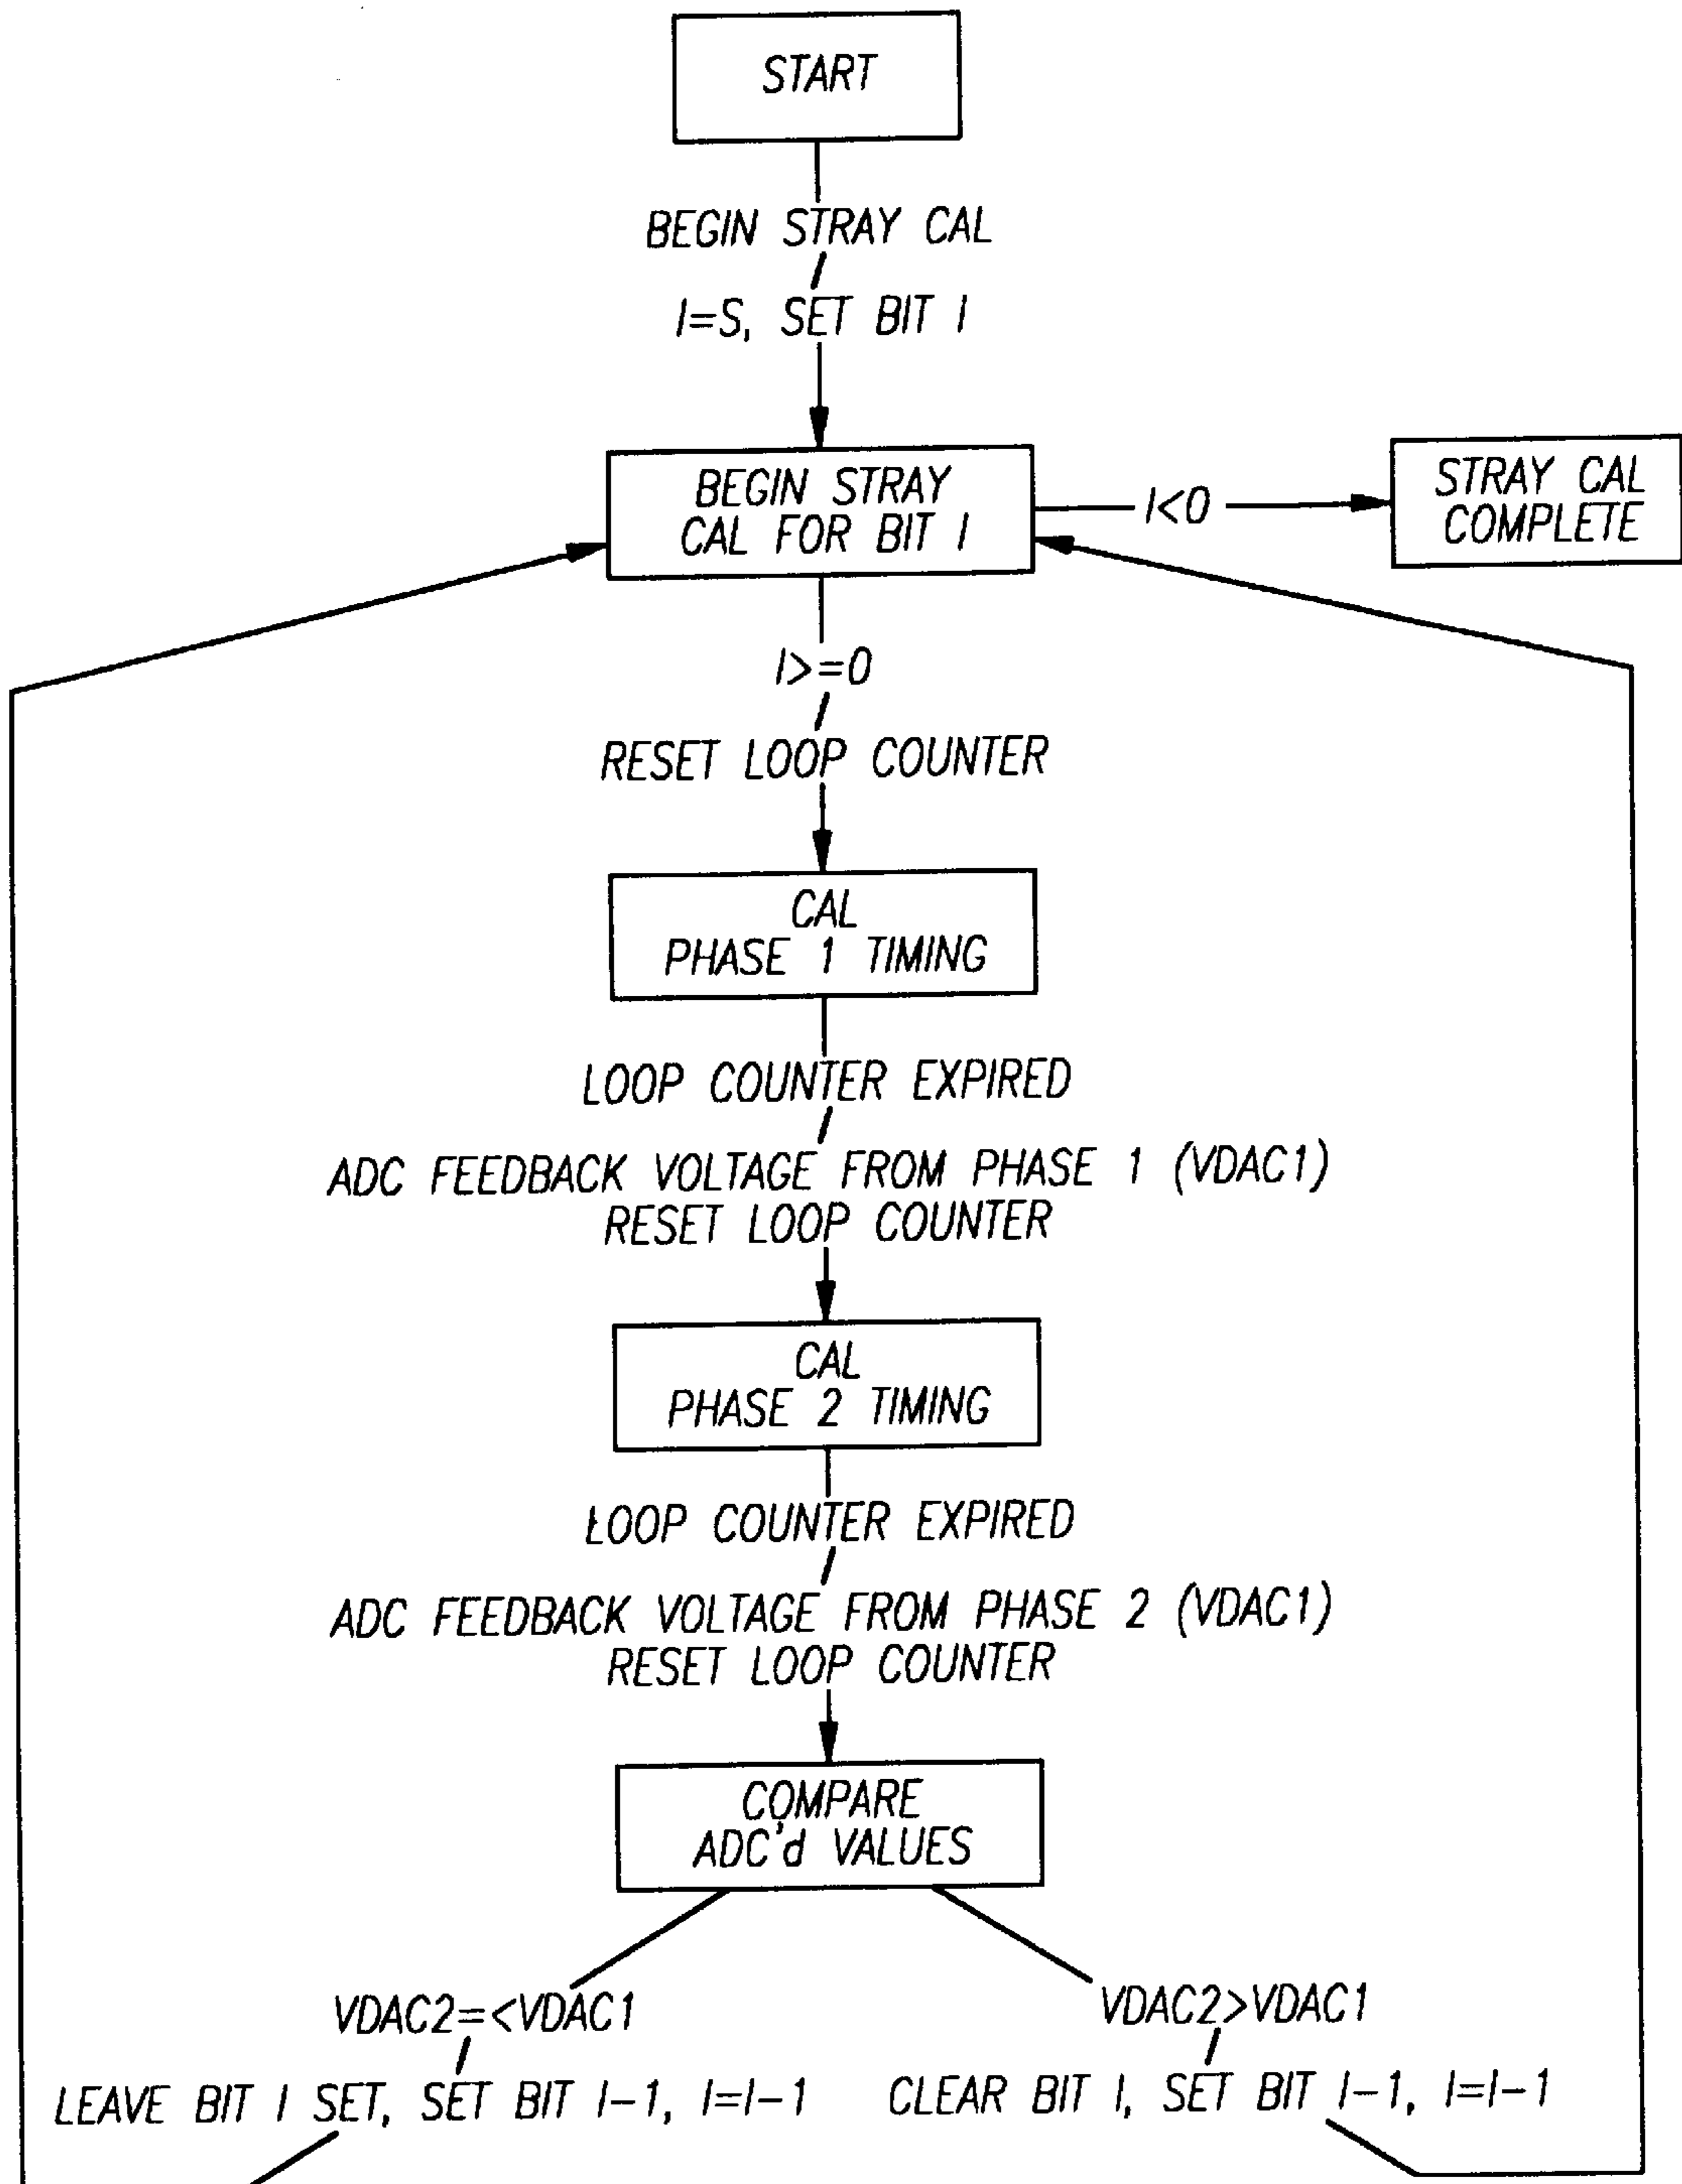 START
BEGIN STRAY CAL
/
I=S, SET BIT I
BEGIN STRAY
CAL FOR BIT I
I<0
STRAY CAL
COMPLETE
I>=0
/
RESET LOOP COUNTER
CAL
PHASE 1 TIMING
LOOP COUNTER EXPIRED
/
ADC FEEDBACK VOLTAGE FROM PHASE 1 (VDAC1)
RESET LOOP COUNTER
CAL
PHASE 2 TIMING
LOOP COUNTER EXPIRED
/
ADC FEEDBACK VOLTAGE FROM PHASE 2 (VDAC1)
RESET LOOP COUNTER
COMPARE
ADC'd VALUES
VDAC2=<VDAC1
/
LEAVE BIT I SET, SET BIT I-1, I=I-1
VDAC2>VDAC1
/
CLEAR BIT I, SET BIT I-1, I=I-1